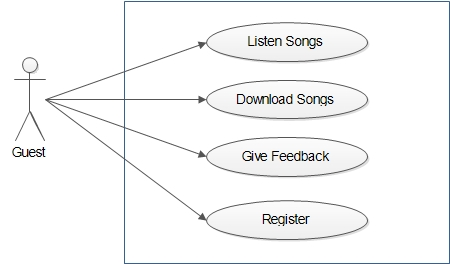 Listen Songs
Download Songs
Guest
Give Feedback
Register